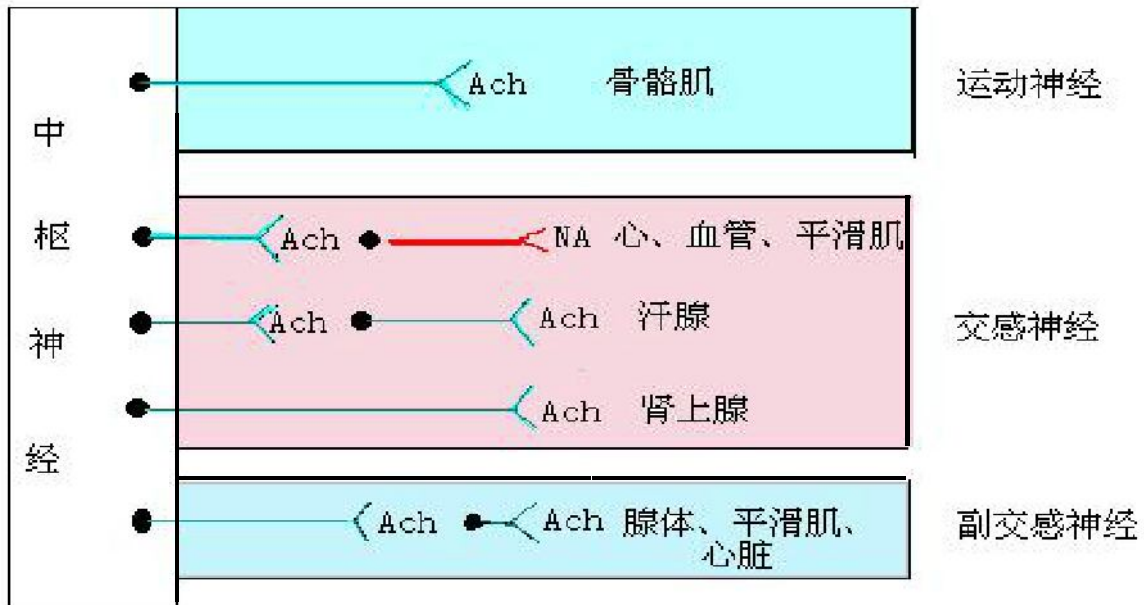 中枢神经
Ach 骨骼肌 运动神经
Ach NA 心、血管、平滑肌
Ach Ach 汗腺 交感神经
Ach 肾上腺
Ach Ach 腺体、平滑肌、 副交感神经
心脏